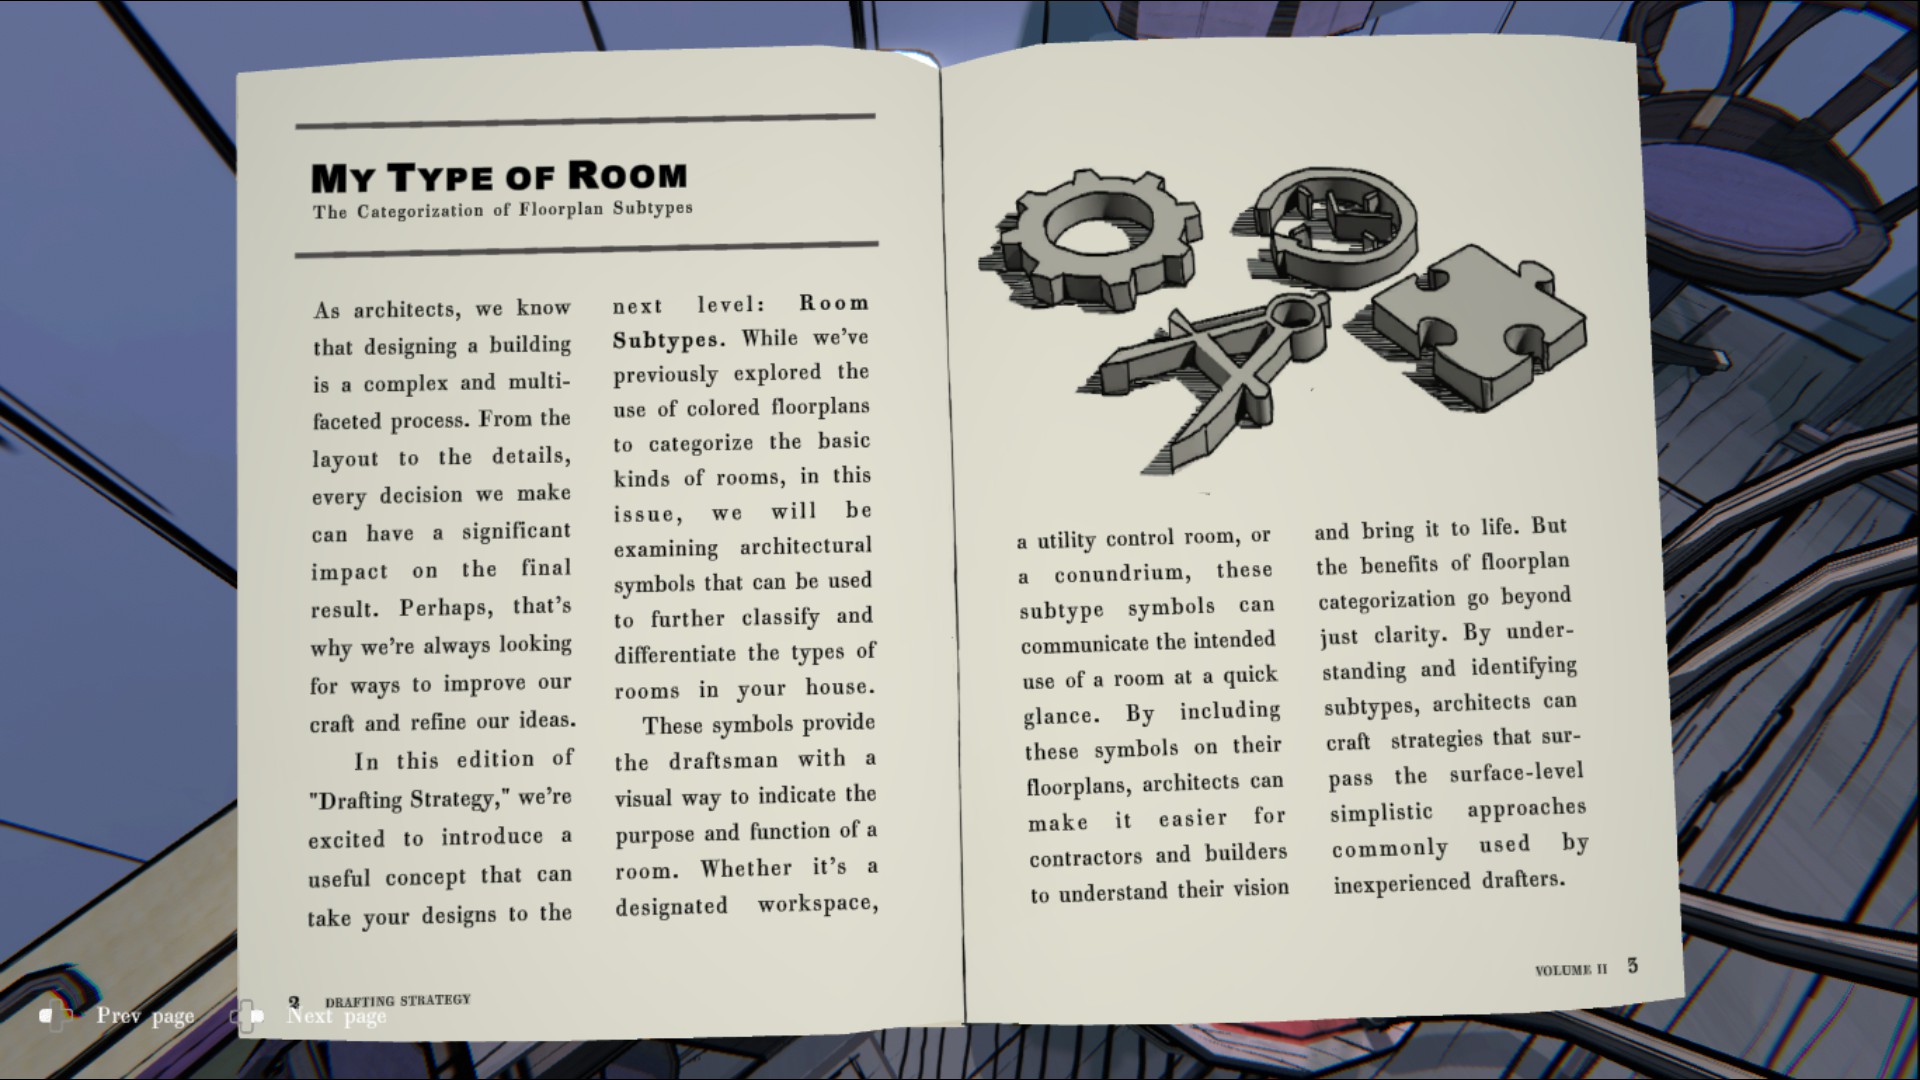 MY TYPE OF ROOM
The Categorization of Floorplan Subtypes
As architects, we know
that designing a building
is a complex and multi-
faceted process. From the
layout to the details,
every decision we make
can have a significant
impact on the final
result. Perhaps, that's
why we're always looking
for ways to improve our
craft and refine our ideas.
In this edition of
"Drafting Strategy," we're
excited to introduce a
useful concept that can
take your designs to the
next level: Room
Subtypes. While we've
previously explored the
use of colored floorplans
to categorize the basic
kinds of rooms, in this
issue, we will be
examining architectural
symbols that can be used
to further classify and
differentiate the types of
rooms in your house.
These symbols provide
the draftsman with a
visual way to indicate the
purpose and function of a
room. Whether it's a
designated workspace,
2 DRAFTING STRATEGY
a utility control room, or
a conundrium, these
subtype symbols can
communicate the intended
use of a room at a quick
glance. By including
these symbols on their
floorplans, architects can
make it easier for
contractors and builders
to understand their vision
and bring it to life. But
the benefits of floorplan
categorization go beyond
just clarity. By under-
standing and identifying
subtypes, architects can
craft strategies that sur-
pass the surface-level
simplistic approaches
commonly used by
inexperienced drafters.
VOLUME II 3
Prev page
Next page